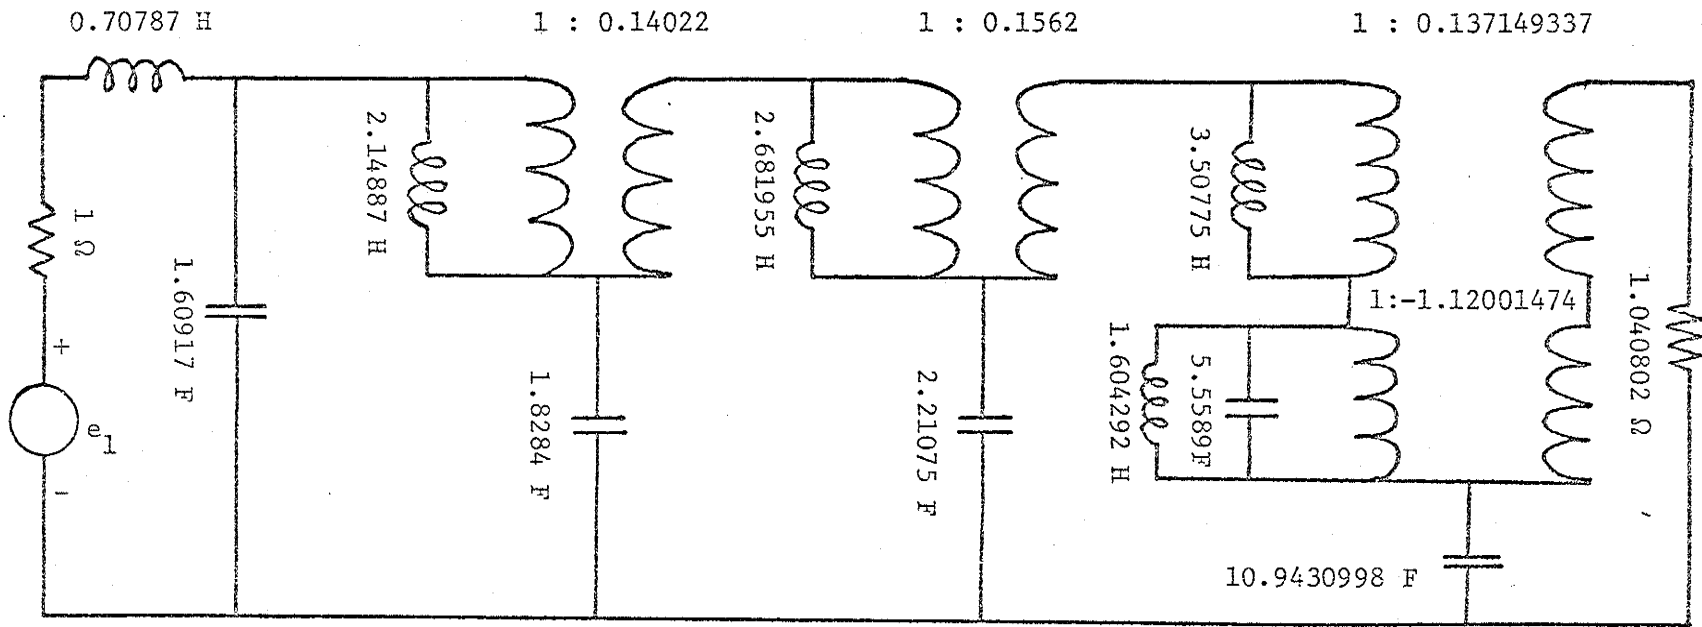 0.70787 H
1 : 0.14022
1 : 0.1562
1 : 0.137149337
1 Ω
+
e1
-
1.60917 F
2.14887 H
1.8284 F
2.681955 H
2.21075 F
3.50775 H
1:-1.12001474
1.604292 H
5.5589F
10.9430998 F
1.040802 Ω